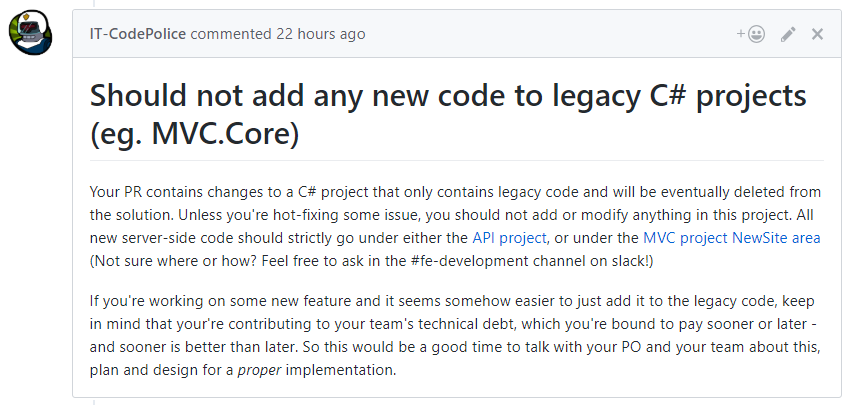 IT-CodePolice commented 22 hours ago
Should not add any new code to legacy C# projects
(eg. MVC.Core)
Your PR contains changes to a C# project that only contains legacy code and will be eventually deleted from
the solution. Unless you're hot-fixing some issue, you should not add or modify anything in this project. All
new server-side code should strictly go under either the API project, or under the MVC project NewSite area
(Not sure where or how? Feel free to ask in the #fe-development channel on slack!)
If you're working on some new feature and it seems somehow easier to just add it to the legacy code, keep
in mind that your're contributing to your team's technical debt, which you're bound to pay sooner or later -
and sooner is better than later. So this would be a good time to talk with your PO and your team about this,
plan and design for a proper implementation.